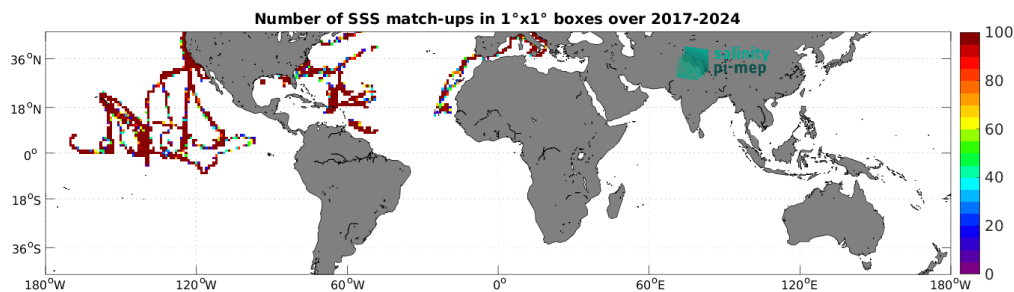 Number of SSS match-ups in 1°x1° boxes over 2017-2024
36°N
18°N
0°
18°S
36°S
180°W 120°W 60°W 0° 60°E 120°E 180°W
salinity
pi-mep
100
80
60
40
20
0